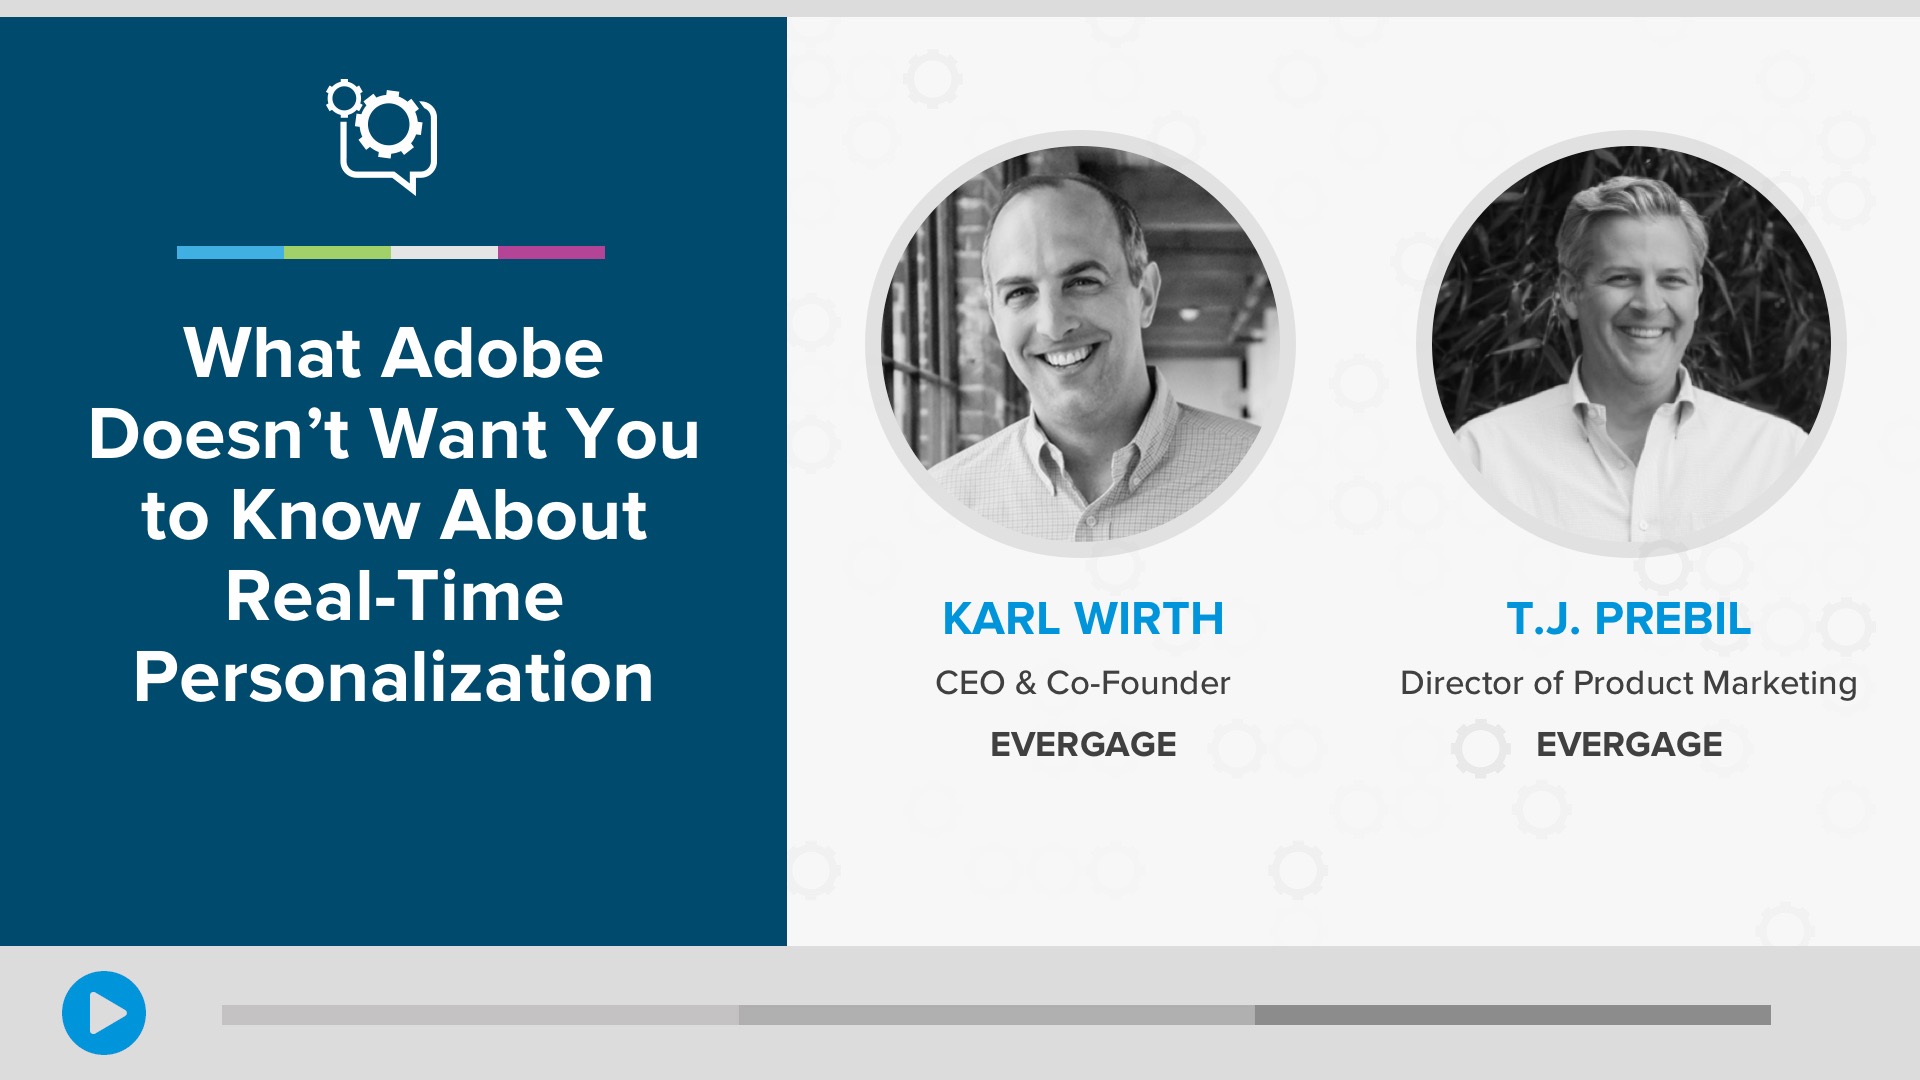 What Adobe
Doesn’t Want You
to Know About
Real-Time
Personalization
KARL WIRTH
CEO & Co-Founder
EVERGAGE
T.J. PREBIL
Director of Product Marketing
EVERGAGE